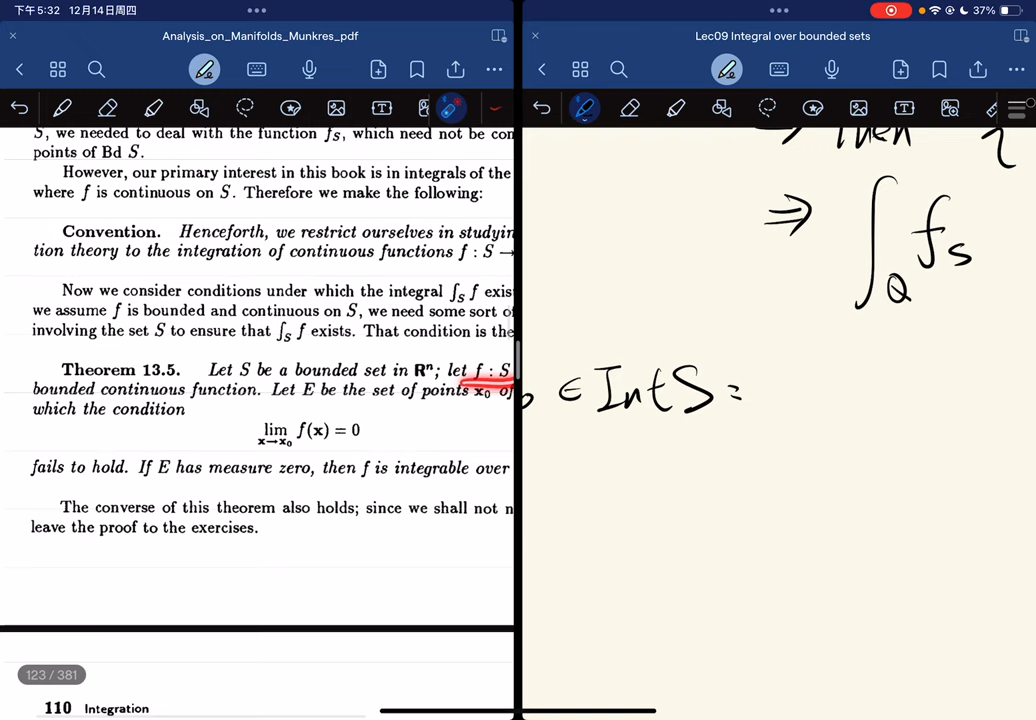 下午5:32 12月14日周四
37%
Analysis_on_Manifolds_Munkres_pdf
Lec09 Integral over bounded sets
S, we needed to deal with the function fS, which need not be con
points of Bd S.
However, our primary interest in this book is in integrals of the
where f is continuous on S. Therefore we make the following:
Convention. Henceforth, we restrict ourselves in studyin
tion theory to the integration of continuous functions f : S →
Now we consider conditions under which the integral ∫S f exis
we assume f is bounded and continuous on S, we need some sort of
involving the set S to ensure that ∫S f exists. That condition is the
Theorem 13.5. Let S be a bounded set in Rⁿ; let f : S
bounded continuous function. Let E be the set of points x₀ of
which the condition
lim x→x₀ f(x) = 0
fails to hold. If E has measure zero, then f is integrable over
The converse of this theorem also holds; since we shall not n
leave the proof to the exercises.
123 / 381
110 Integration
→ Then
⇒ ∫Q fS
∈ Int S =